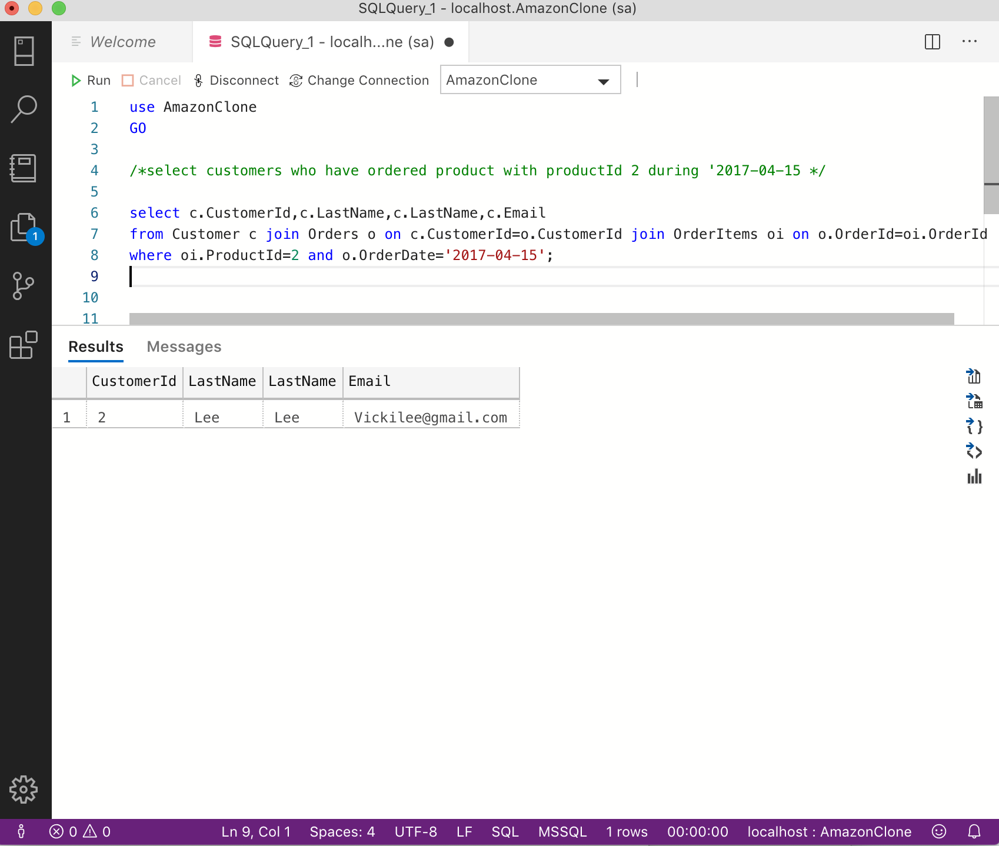 SQLQuery_1 - localhost.AmazonClone (sa)
Welcome
SQLQuery_1 - localh...ne (sa)
Run Cancel Disconnect Change Connection AmazonClone
1 use AmazonClone
2 GO
3
4 /*select customers who have ordered product with productId 2 during '2017-04-15 */
5
6 select c.CustomerId,c.LastName,c.LastName,c.Email
7 from Customer c join Orders o on c.CustomerId=o.CustomerId join OrderItems oi on o.OrderId=oi.OrderId
8 where oi.ProductId=2 and o.OrderDate='2017-04-15';
9
10
11
1
Results Messages
CustomerId LastName LastName Email
1 2 Lee Lee Vickilee@gmail.com
0 0 Ln 9, Col 1 Spaces: 4 UTF-8 LF SQL MSSQL 1 rows 00:00:00 localhost : AmazonClone